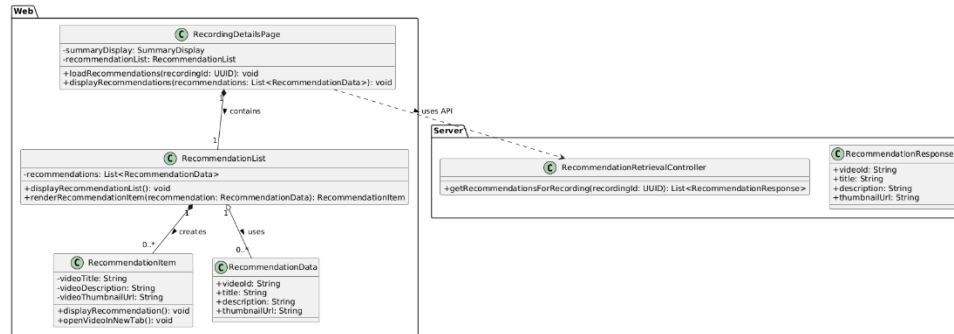 Web
C RecordingDetailsPage
-summaryDisplay: SummaryDisplay
-recommendationList: RecommendationList
+loadRecommendations(recordingId: UUID): void
+displayRecommendations(recommendations: List<RecommendationData>): void
1
contains
1
uses API
C RecommendationList
-recommendations: List<RecommendationData>
+displayRecommendationList(): void
+renderRecommendationItem(recommendation: RecommendationData): RecommendationItem
1
1
creates
uses
0..*
0..*
C RecommendationItem
-videoTitle: String
-videoDescription: String
-videoThumbnailUrl: String
+displayRecommendation(): void
+openVideoInNewTab(): void
C RecommendationData
+videoId: String
+title: String
+description: String
+thumbnailUrl: String
Server
C RecommendationRetrievalController
+getRecommendationsForRecording(recordingId: UUID): List<RecommendationResponse>
C RecommendationResponse
+videoId: String
+title: String
+description: String
+thumbnailUrl: String